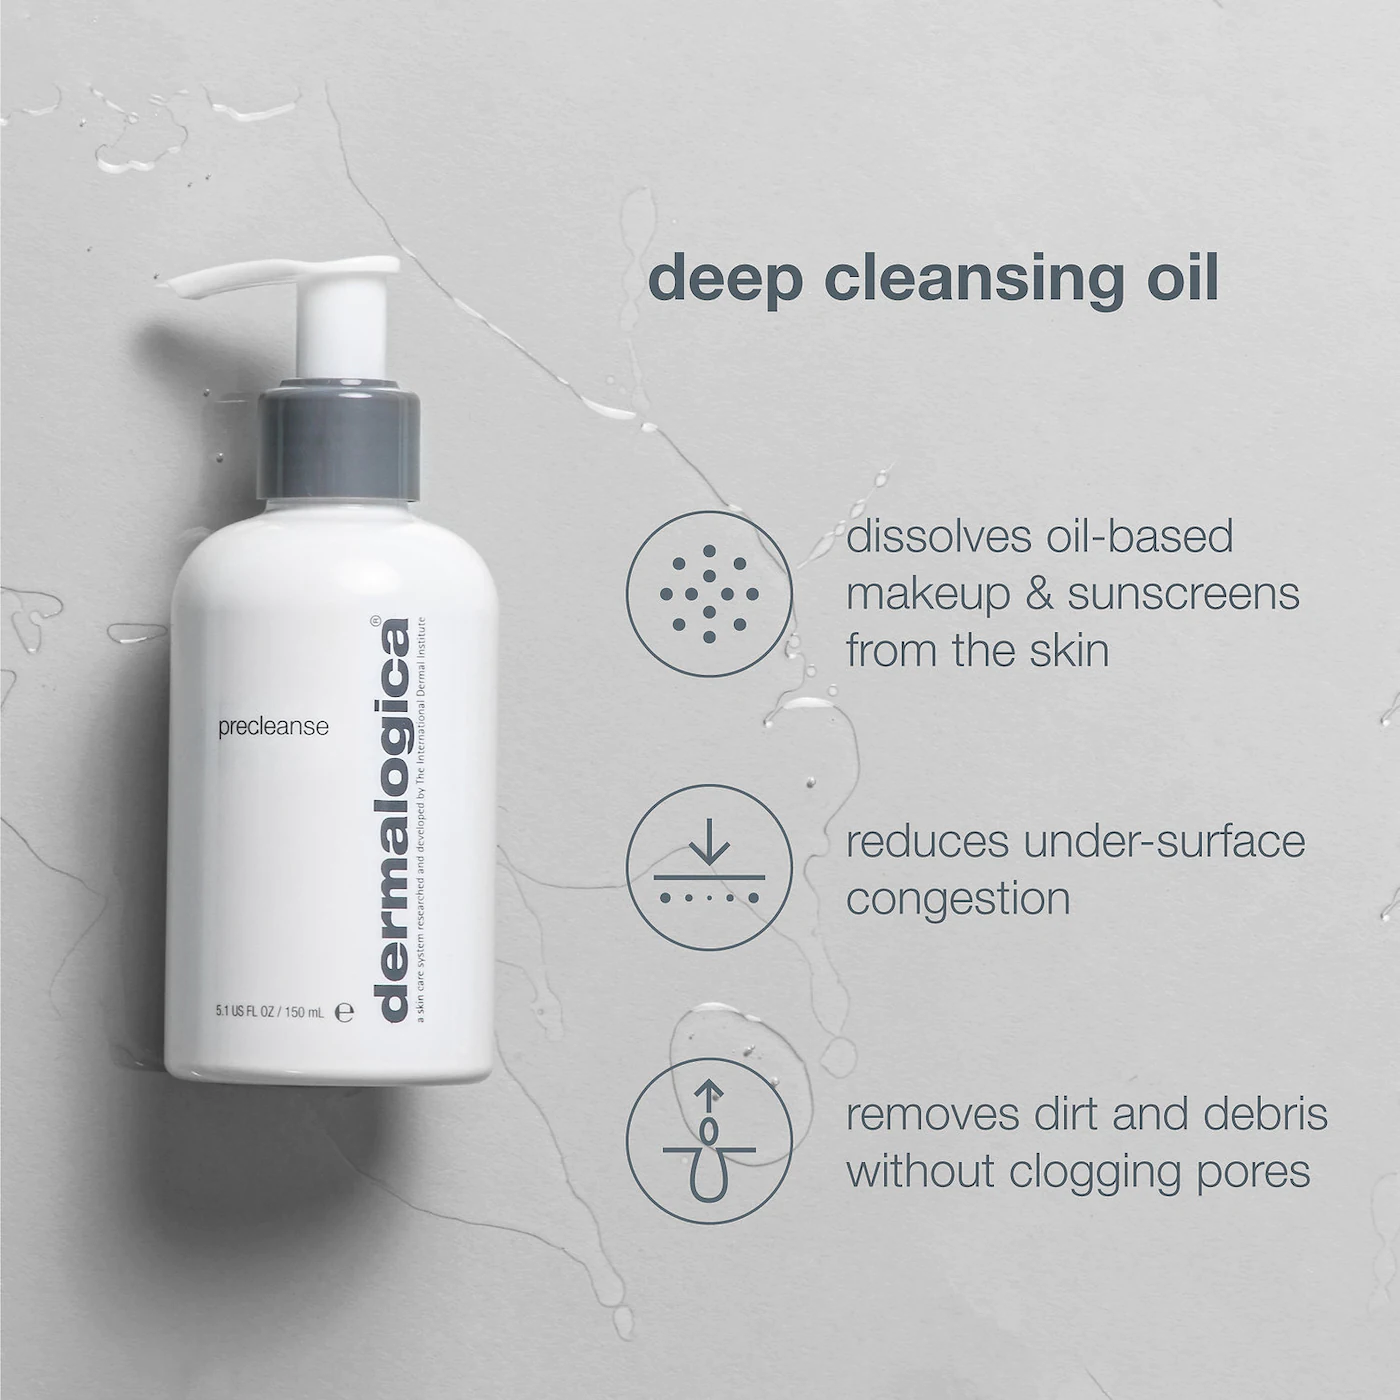 deep cleansing oil
dissolves oil-based
makeup & sunscreens
from the skin
reduces under-surface
congestion
removes dirt and debris
without clogging pores
precleanse
dermalogica®
a skin care system researched and developed by The International Dermal Institute
5.1 US FL OZ / 150 mL ℮